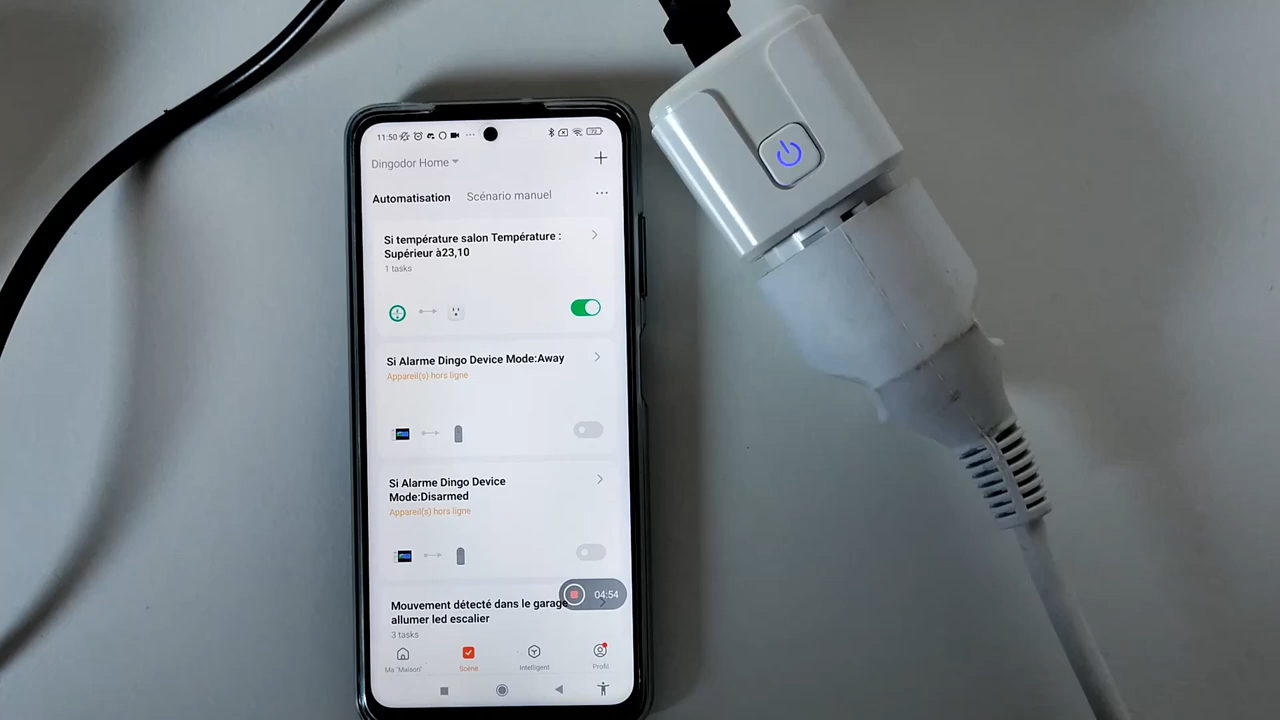 11:50
72
Dingodor Home
Automatisation Scénario manuel
Si température salon Température :
Supérieur à23,10
1 tasks
Si Alarme Dingo Device Mode:Away
Appareil(s) hors ligne
Si Alarme Dingo Device
Mode:Disarmed
Appareil(s) hors ligne
04:54
Mouvement détecté dans le garage
allumer led escalier
3 tasks
Ma "Maison" Scène Intelligent Profil